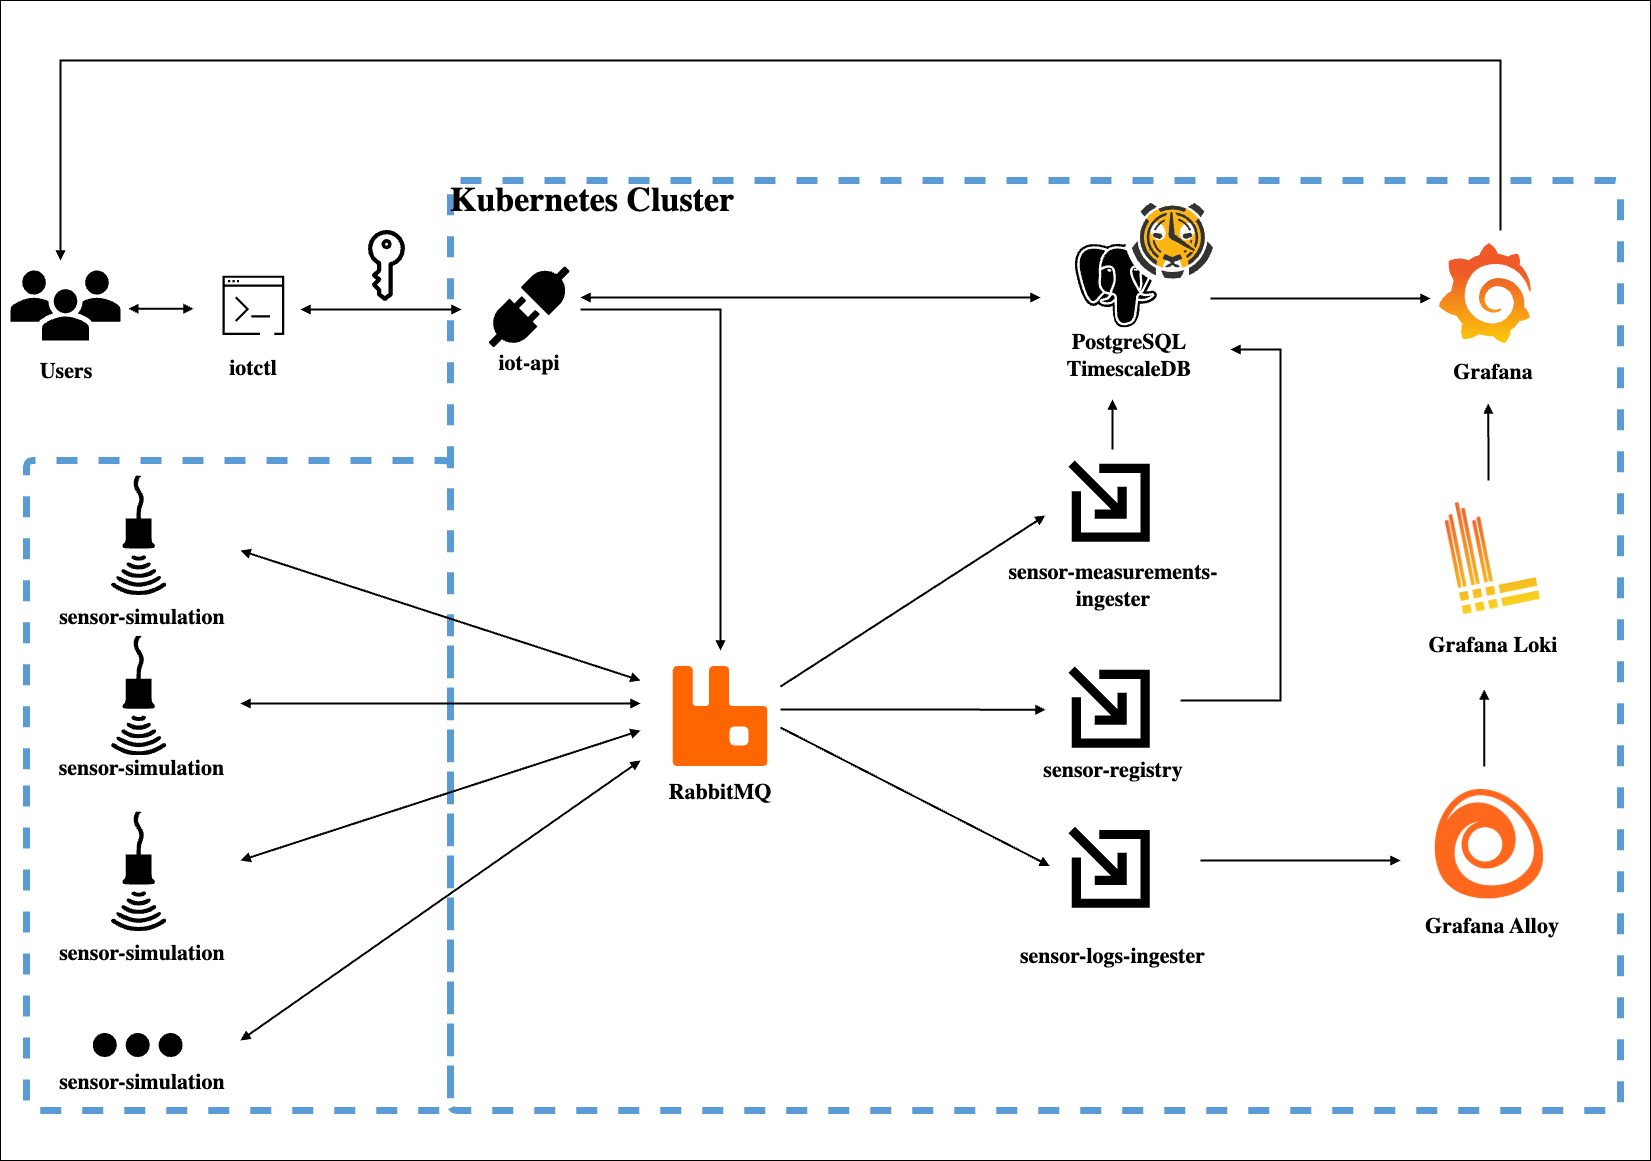 Kubernetes Cluster
Users
iotctl
iot-api
PostgreSQL
TimescaleDB
Grafana
sensor-simulation
sensor-measurements-
ingester
Grafana Loki
sensor-simulation
RabbitMQ
sensor-registry
sensor-simulation
sensor-logs-ingester
Grafana Alloy
sensor-simulation